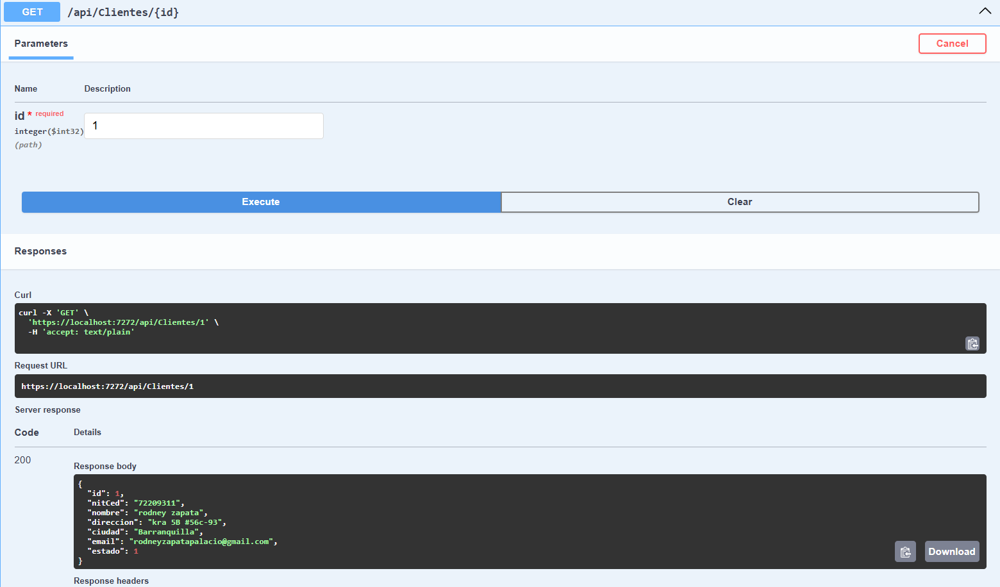 GET /api/Clientes/{id}
Parameters
Cancel
Name Description
id * required
integer($int32)
(path)
1
Execute Clear
Responses
Curl
curl -X 'GET' \
  'https://localhost:7272/api/Clientes/1' \
  -H 'accept: text/plain'
Request URL
https://localhost:7272/api/Clientes/1
Server response
Code Details
200
Response body
{
  "id": 1,
  "nitCed": "72209311",
  "nombre": "rodney zapata",
  "direccion": "kra 5B #56c-93",
  "ciudad": "Barranquilla",
  "email": "rodneyzapatapalacio@gmail.com",
  "estado": 1
}
Download
Response headers